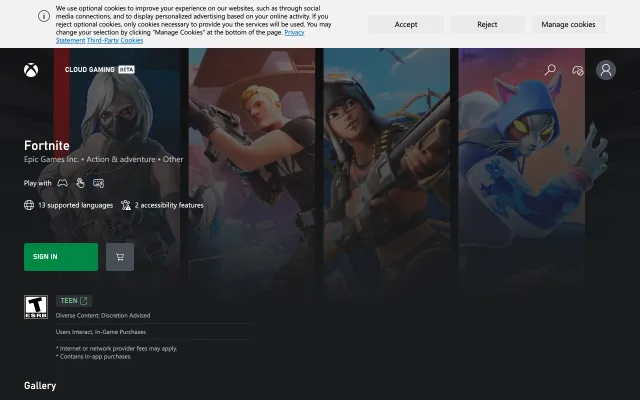 We use optional cookies to improve your experience on our websites, such as through social
media connections, and to display personalized advertising based on your online activity. If you
reject optional cookies, only cookies necessary to provide you the services will be used. You may
change your selection by clicking "Manage Cookies" at the bottom of the page. Privacy
Statement Third-Party Cookies
Accept
Reject
Manage cookies
CLOUD GAMING BETA
Fortnite
Epic Games Inc. • Action & adventure • Other
Play with
13 supported languages
2 accessibility features
SIGN IN
T
ESRB
TEEN
Diverse Content: Discretion Advised
Users Interact, In-Game Purchases
* Internet or network provider fees may apply.
* Contains in-app purchases.
Gallery